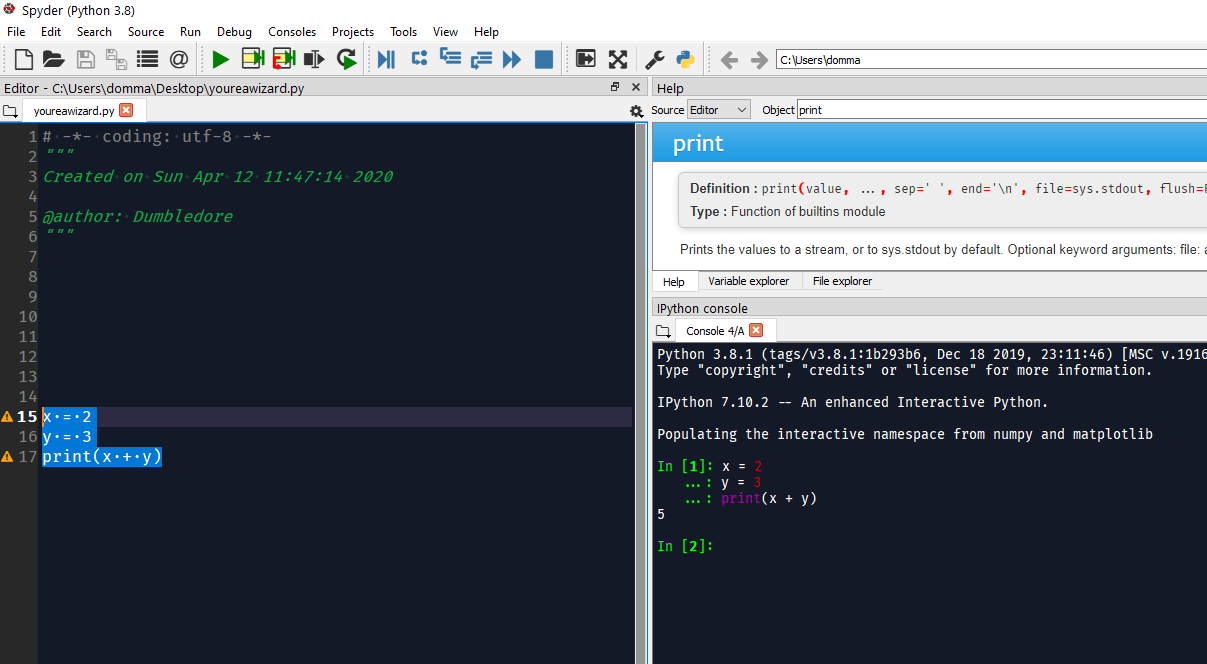 Spyder (Python 3.8)
File Edit Search Source Run Debug Consoles Projects Tools View Help
C:\Users\domma
Editor - C:\Users\domma\Desktop\youreawizard.py
youreawizard.py
1 # -*- coding: utf-8 -*-
2 """
3 Created on Sun Apr 12 11:47:14 2020
4
5 @author: Dumbledore
6 """
7
8
9
10
11
12
13
14
15 x = 2
16 y = 3
17 print(x + y)
Help
Source Editor Object print
print
Definition : print(value, ..., sep=' ', end='\n', file=sys.stdout, flush=F
Type : Function of builtins module
Prints the values to a stream, or to sys.stdout by default. Optional keyword arguments: file: a
Help Variable explorer File explorer
IPython console
Console 4/A
Python 3.8.1 (tags/v3.8.1:1b293b6, Dec 18 2019, 23:11:46) [MSC v.1916
Type "copyright", "credits" or "license" for more information.
IPython 7.10.2 -- An enhanced Interactive Python.
Populating the interactive namespace from numpy and matplotlib
In [1]: x = 2
...: y = 3
...: print(x + y)
5
In [2]: